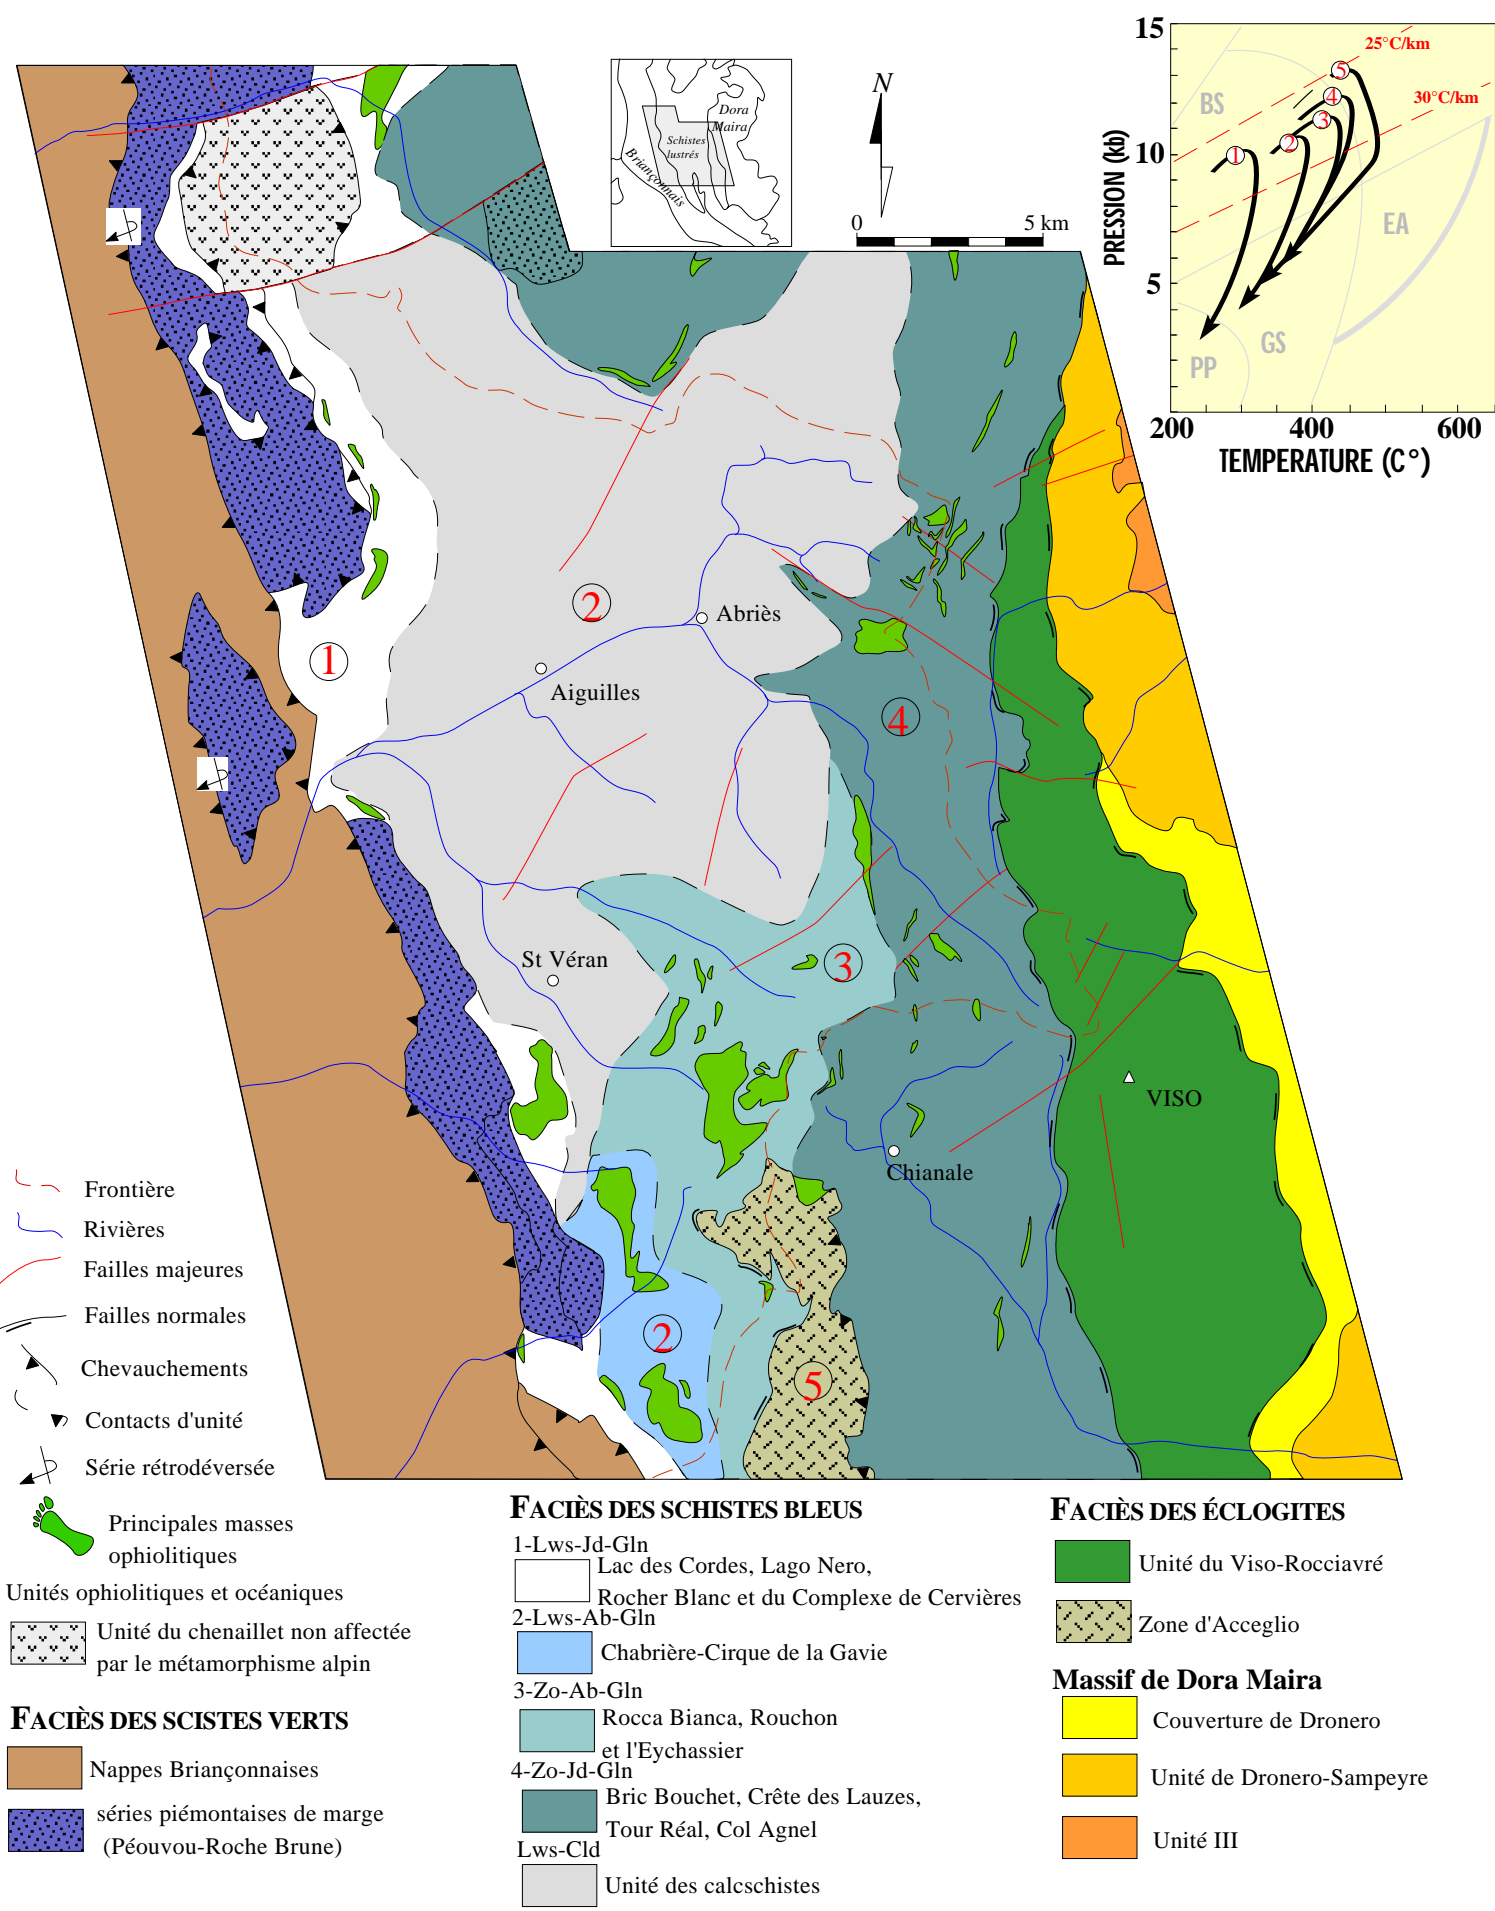 15
10
5
PRESSION (kb)
200
400
600
TEMPERATURE (C°)
25°C/km
30°C/km
BS
EA
GS
PP
1
2
3
4
5
Dora
Maira
Schistes
lustrés
Briançonnais
N
0
5 km
1
2
Abriès
Aiguilles
4
St Véran
3
VISO
Chianale
2
5
Frontière
Rivières
Failles majeures
Failles normales
Chevauchements
Contacts d'unité
Série rétrodéversée
Principales masses
ophiolitiques
Unités ophiolitiques et océaniques
Unité du chenaillet non affectée
par le métamorphisme alpin
FACIÈS DES SCISTES VERTS
Nappes Briançonnaises
séries piémontaises de marge
(Péouvou-Roche Brune)
FACIÈS DES SCHISTES BLEUS
1-Lws-Jd-Gln
Lac des Cordes, Lago Nero,
Rocher Blanc et du Complexe de Cervières
2-Lws-Ab-Gln
Chabrière-Cirque de la Gavie
3-Zo-Ab-Gln
Rocca Bianca, Rouchon
et l'Eychassier
4-Zo-Jd-Gln
Bric Bouchet, Crête des Lauzes,
Tour Réal, Col Agnel
Lws-Cld
Unité des calcschistes
FACIÈS DES ÉCLOGITES
Unité du Viso-Rocciavré
Zone d'Acceglio
Massif de Dora Maira
Couverture de Dronero
Unité de Dronero-Sampeyre
Unité III